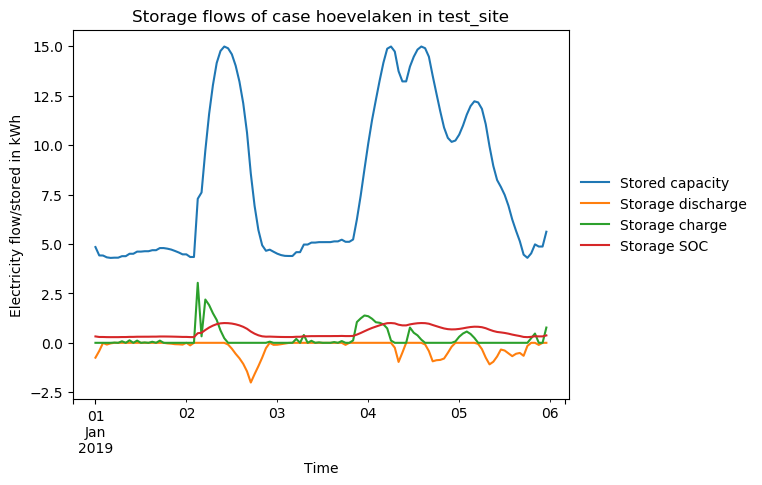 Storage flows of case hoevelaken in test_site
Electricity flow/stored in kWh
15.0
12.5
10.0
7.5
5.0
2.5
0.0
−2.5
01
Jan
2019
02
03
04
05
06
Time
Stored capacity
Storage discharge
Storage charge
Storage SOC